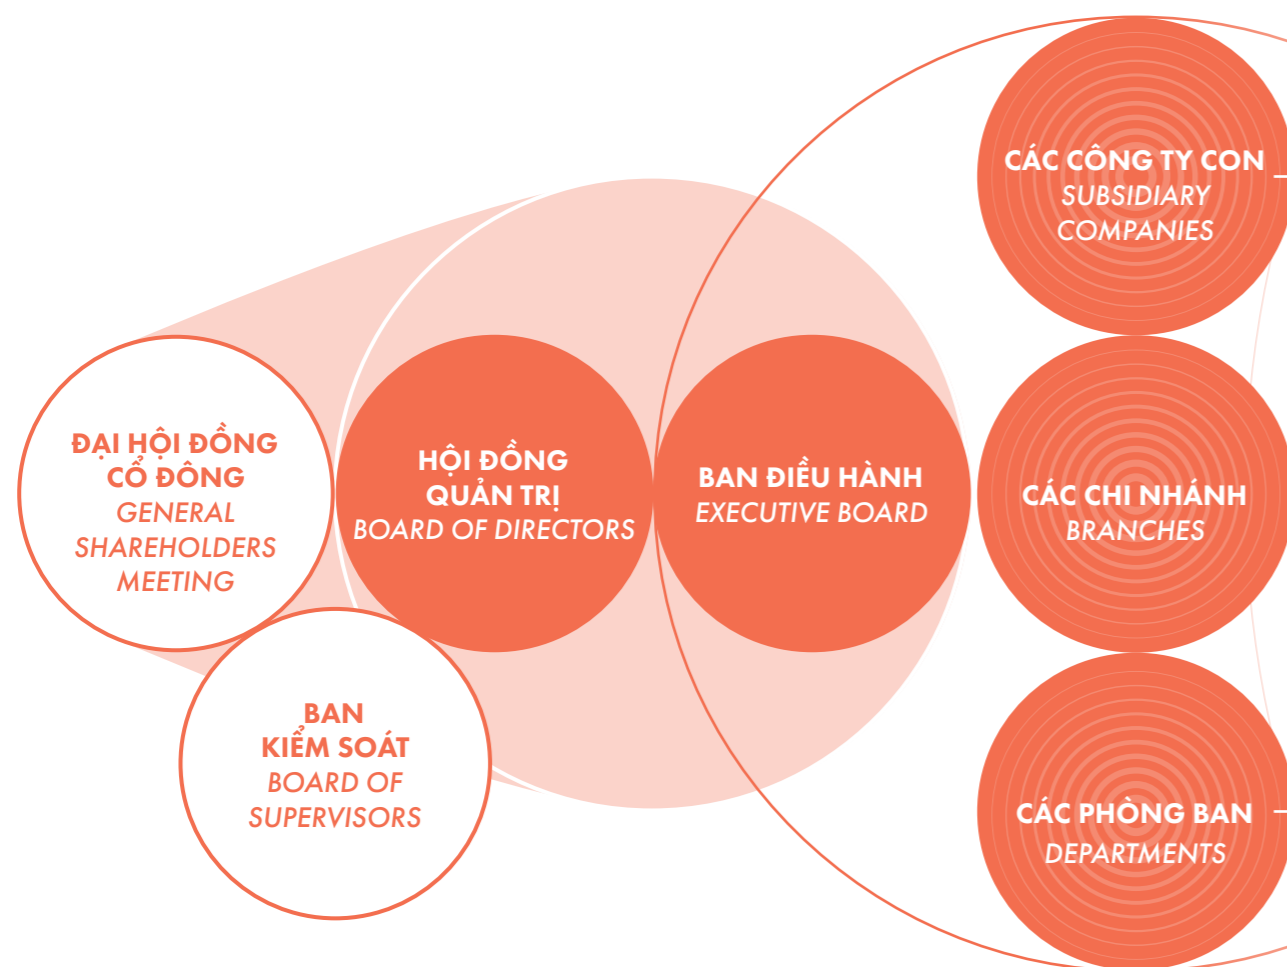 ĐẠI HỘI ĐỒNG
CỔ ĐÔNG
GENERAL
SHAREHOLDERS
MEETING
BAN
KIỂM SOÁT
BOARD OF
SUPERVISORS
HỘI ĐỒNG
QUẢN TRỊ
BOARD OF DIRECTORS
BAN ĐIỀU HÀNH
EXECUTIVE BOARD
CÁC CÔNG TY CON
SUBSIDIARY
COMPANIES
CÁC CHI NHÁNH
BRANCHES
CÁC PHÒNG BAN
DEPARTMENTS